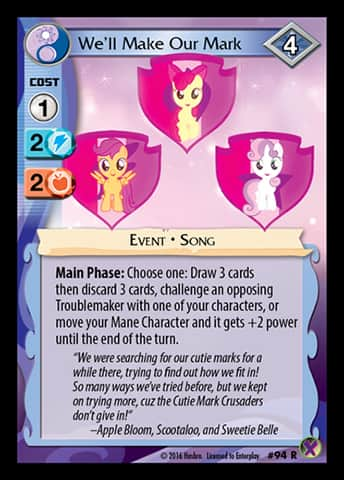 We'll Make Our Mark
4
COST
1
2
2
EVENT • SONG
Main Phase: Choose one: Draw 3 cards
then discard 3 cards, challenge an opposing
Troublemaker with one of your characters, or
move your Mane Character and it gets +2 power
until the end of the turn.
"We were searching for our cutie marks for a
while there, trying to find out how we fit in!
So many ways we've tried before, but we kept
on trying more, cuz the Cutie Mark Crusaders
don't give in!"
–Apple Bloom, Scootaloo, and Sweetie Belle
© 2016 Hasbro. Licensed to Enterplay #94 R